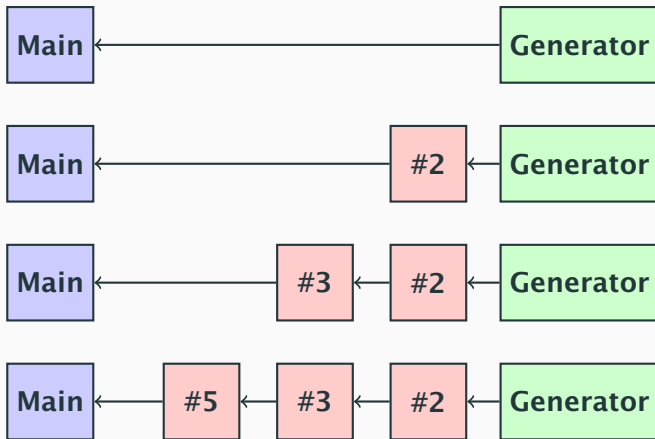 Main Generator
Main #2 Generator
Main #3 #2 Generator
Main #5 #3 #2 Generator